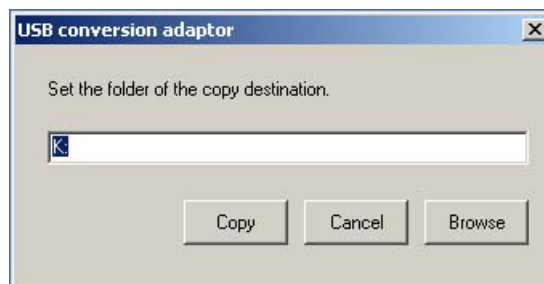 USB conversion adaptor
Set the folder of the copy destination.
K:
Copy Cancel Browse